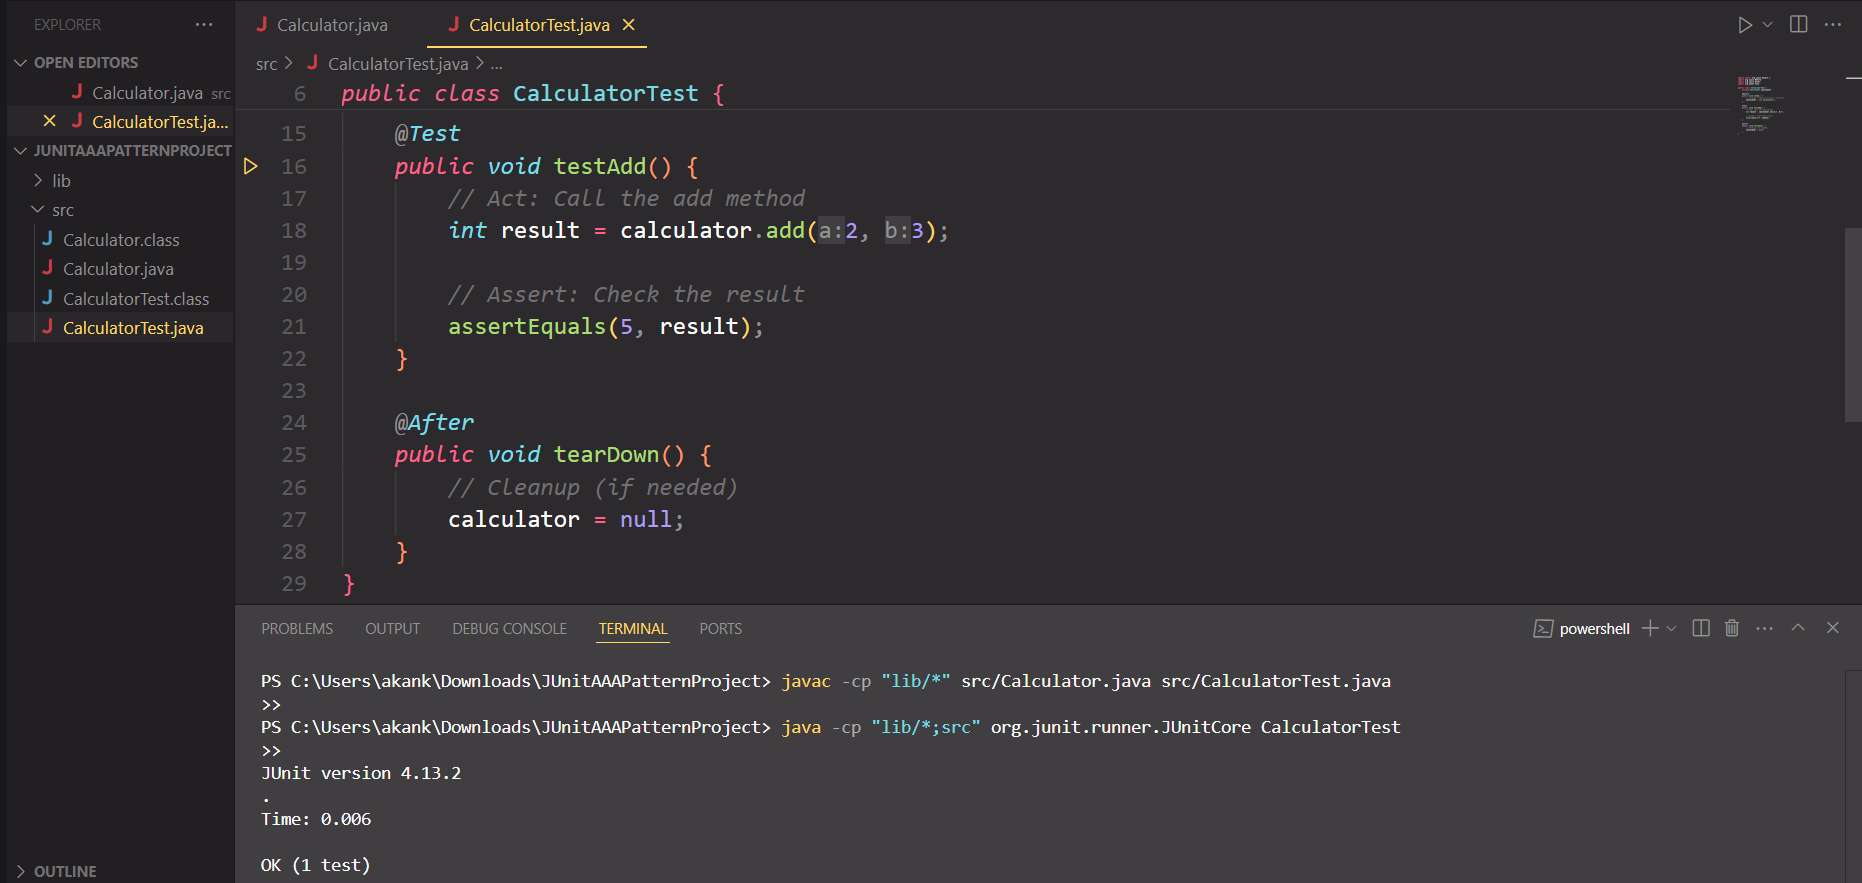 EXPLORER
OPEN EDITORS
Calculator.java src
CalculatorTest.ja...
JUNITAAAPATTERNPROJECT
lib
src
Calculator.class
Calculator.java
CalculatorTest.class
CalculatorTest.java
OUTLINE
Calculator.java CalculatorTest.java
src > CalculatorTest.java > ...
6 public class CalculatorTest {
15 @Test
16 public void testAdd() {
17 // Act: Call the add method
18 int result = calculator.add(a:2, b:3);
19
20 // Assert: Check the result
21 assertEquals(5, result);
22 }
23
24 @After
25 public void tearDown() {
26 // Cleanup (if needed)
27 calculator = null;
28 }
29 }
PROBLEMS OUTPUT DEBUG CONSOLE TERMINAL PORTS powershell
PS C:\Users\akank\Downloads\JUnitAAAPatternProject> javac -cp "lib/*" src/Calculator.java src/CalculatorTest.java
>>
PS C:\Users\akank\Downloads\JUnitAAAPatternProject> java -cp "lib/*;src" org.junit.runner.JUnitCore CalculatorTest
>>
JUnit version 4.13.2
.
Time: 0.006
OK (1 test)